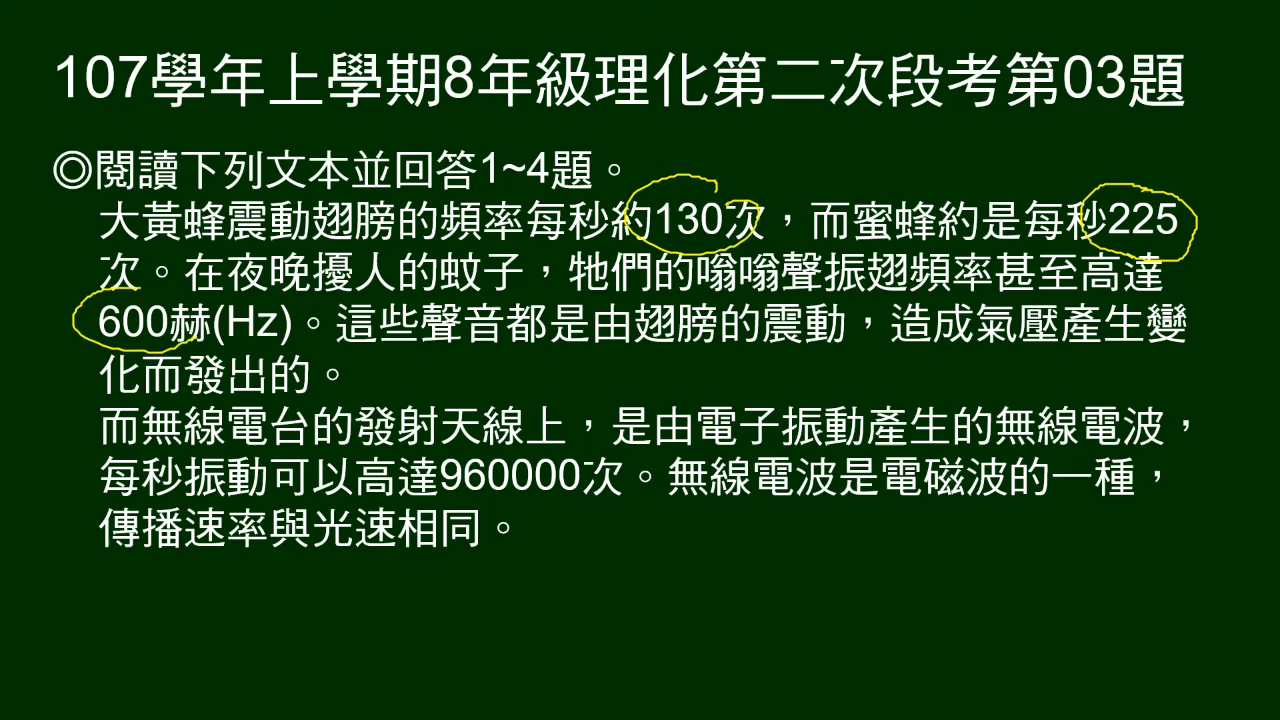 107學年上學期8年級理化第二次段考第03題
◎閱讀下列文本並回答1~4題。
大黃蜂震動翅膀的頻率每秒約130次，而蜜蜂約是每秒225
次。在夜晚擾人的蚊子，牠們的嗡嗡聲振翅頻率甚至高達
600赫(Hz)。這些聲音都是由翅膀的震動，造成氣壓產生變
化而發出的。
而無線電台的發射天線上，是由電子振動產生的無線電波，
每秒振動可以高達960000次。無線電波是電磁波的一種，
傳播速率與光速相同。